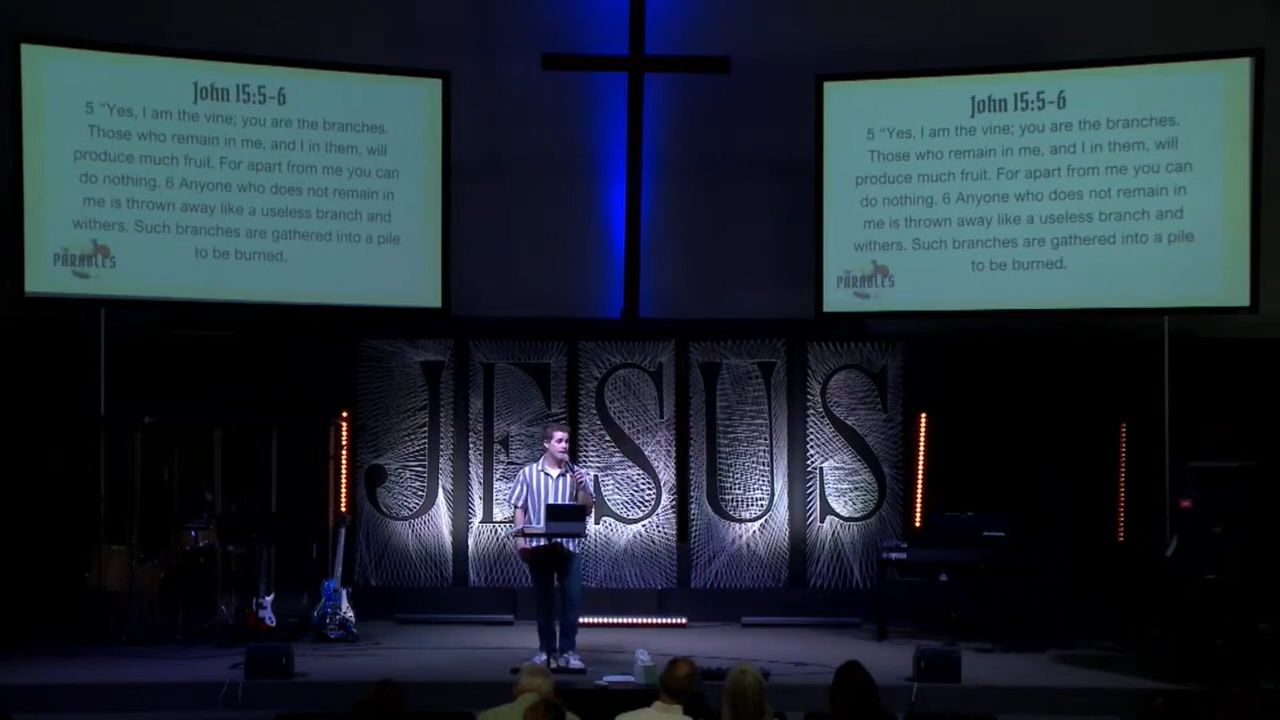 John 15:5-6
5 “Yes, I am the vine; you are the branches.
Those who remain in me, and I in them, will
produce much fruit. For apart from me you can
do nothing. 6 Anyone who does not remain in
me is thrown away like a useless branch and
withers. Such branches are gathered into a pile
to be burned.
THE
PARABLES
John 15:5-6
5 “Yes, I am the vine; you are the branches.
Those who remain in me, and I in them, will
produce much fruit. For apart from me you can
do nothing. 6 Anyone who does not remain in
me is thrown away like a useless branch and
withers. Such branches are gathered into a pile
to be burned.
THE
PARABLES
JESUS